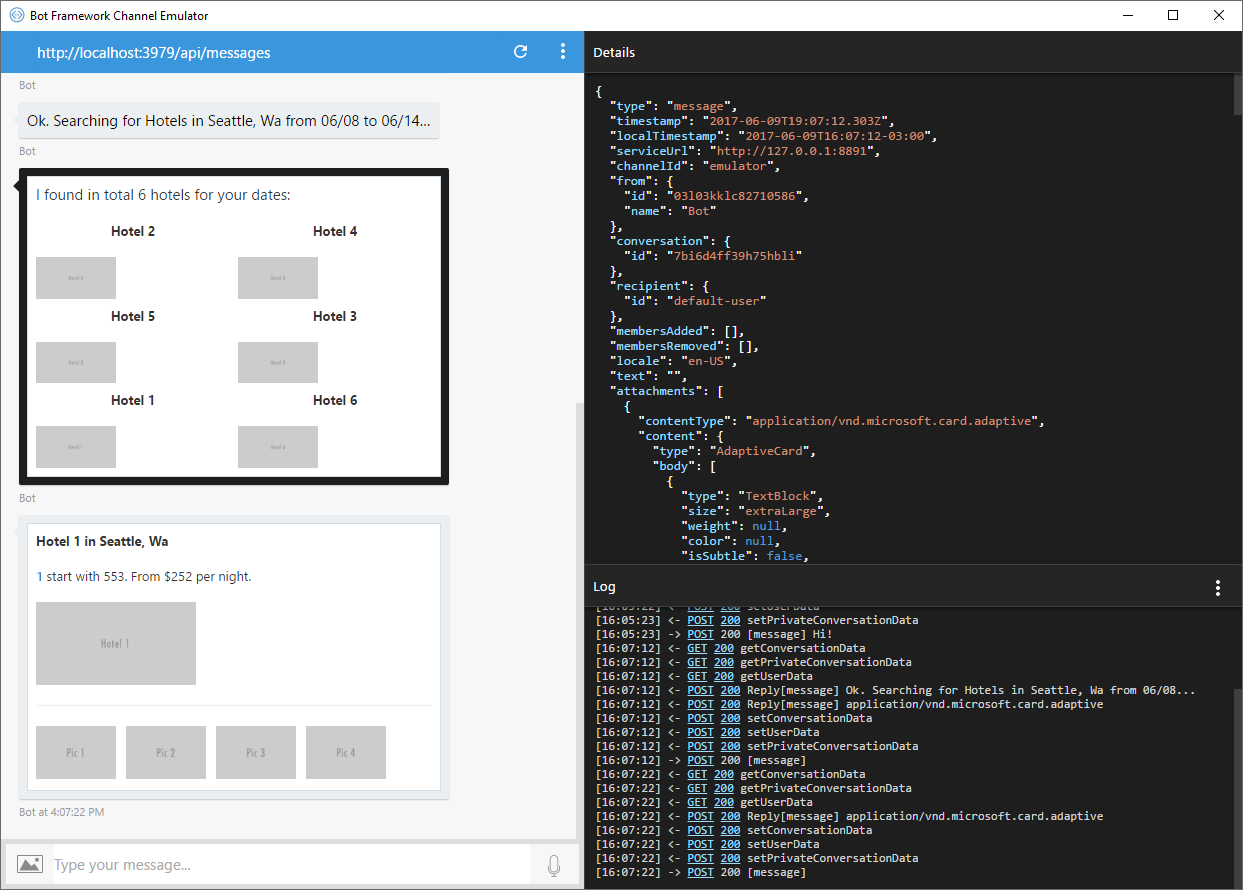 Bot Framework Channel Emulator
http://localhost:3979/api/messages
Bot
Ok. Searching for Hotels in Seattle, Wa from 06/08 to 06/14...
Bot
I found in total 6 hotels for your dates:
Hotel 2 Hotel 4
Hotel 5 Hotel 3
Hotel 5 Hotel 3
Hotel 1 Hotel 6
Hotel 1 Hotel 6
Bot
Hotel 1 in Seattle, Wa
1 start with 553. From $252 per night.
Hotel 1
Pic 1 Pic 2 Pic 3 Pic 4
Bot at 4:07:22 PM
Type your message...
Details
{
"type": "message",
"timestamp": "2017-06-09T19:07:12.303Z",
"localTimestamp": "2017-06-09T16:07:12-03:00",
"serviceUrl": "http://127.0.0.1:8891",
"channelId": "emulator",
"from": {
"id": "03l03kklc82710586",
"name": "Bot"
},
"conversation": {
"id": "7bi6d4ff39h75hbli"
},
"recipient": {
"id": "default-user"
},
"membersAdded": [],
"membersRemoved": [],
"locale": "en-US",
"text": "",
"attachments": [
{
"contentType": "application/vnd.microsoft.card.adaptive",
"content": {
"type": "AdaptiveCard",
"body": [
{
"type": "TextBlock",
"size": "extraLarge",
"weight": null,
"color": null,
"isSubtle": false,
Log
[16:05:22] <- POST 200 setUserData
[16:05:23] <- POST 200 setPrivateConversationData
[16:05:23] -> POST 200 [message] Hi!
[16:07:12] <- GET 200 getConversationData
[16:07:12] <- GET 200 getPrivateConversationData
[16:07:12] <- GET 200 getUserData
[16:07:12] <- POST 200 Reply[message] Ok. Searching for Hotels in Seattle, Wa from 06/08...
[16:07:12] <- POST 200 Reply[message] application/vnd.microsoft.card.adaptive
[16:07:12] <- POST 200 setConversationData
[16:07:12] <- POST 200 setUserData
[16:07:12] <- POST 200 setPrivateConversationData
[16:07:12] -> POST 200 [message]
[16:07:22] <- GET 200 getConversationData
[16:07:22] <- GET 200 getPrivateConversationData
[16:07:22] <- GET 200 getUserData
[16:07:22] <- POST 200 Reply[message] application/vnd.microsoft.card.adaptive
[16:07:22] <- POST 200 setConversationData
[16:07:22] <- POST 200 setUserData
[16:07:22] <- POST 200 setPrivateConversationData
[16:07:22] -> POST 200 [message]